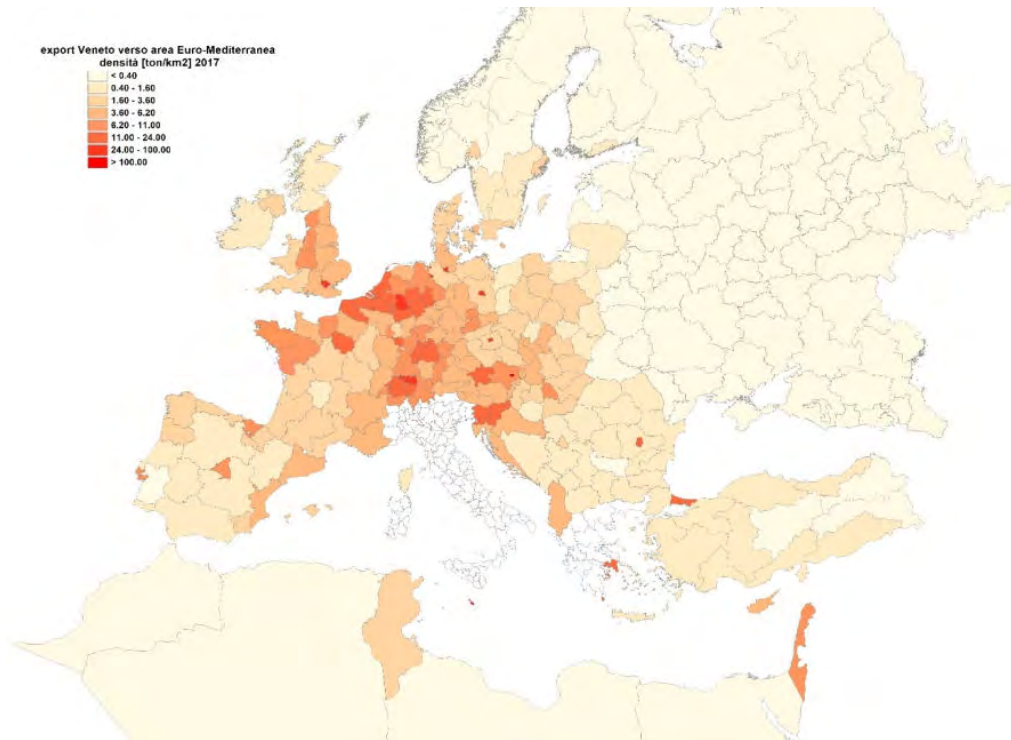 export Veneto verso area Euro-Mediterranea
densità [ton/km2] 2017
< 0.40
0.40 - 1.60
1.60 - 3.60
3.60 - 6.20
6.20 - 11.00
11.00 - 24.00
24.00 - 100.00
> 100.00